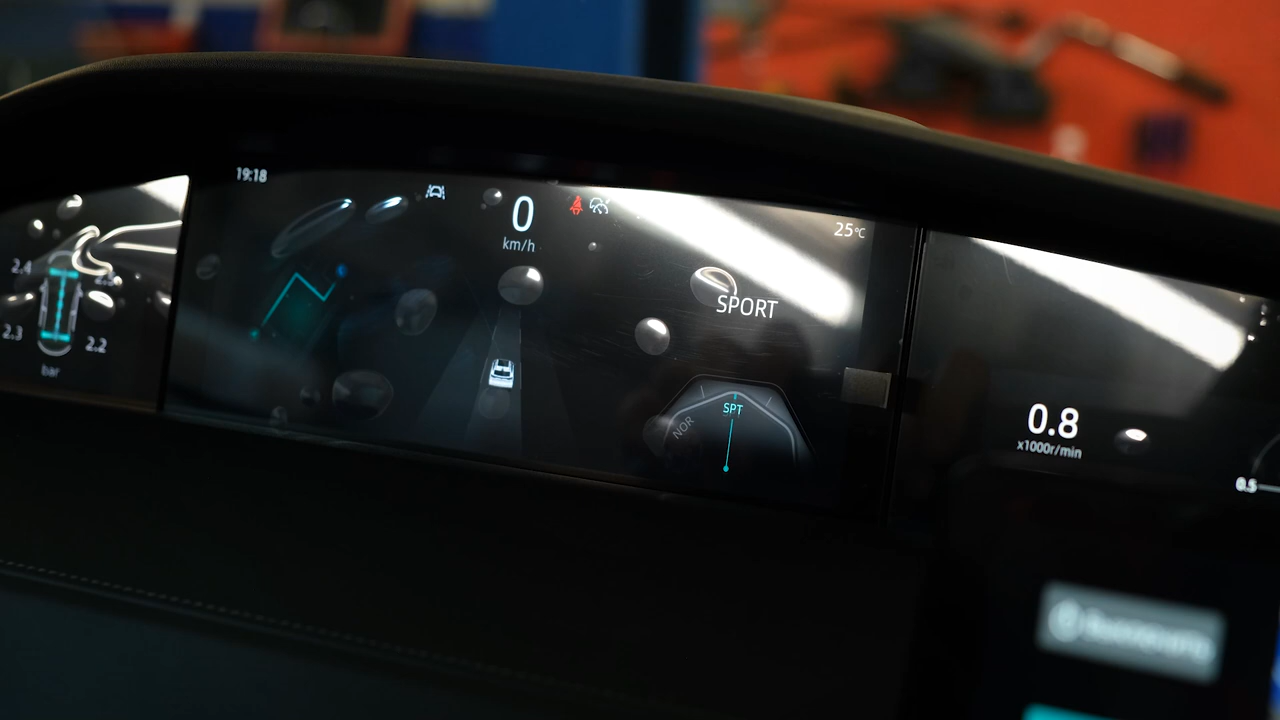 19:18
0
km/h
25°C
2.4
2.3
2.2
bar
SPORT
SPT
NOR
0.8
x1000r/min
0.5